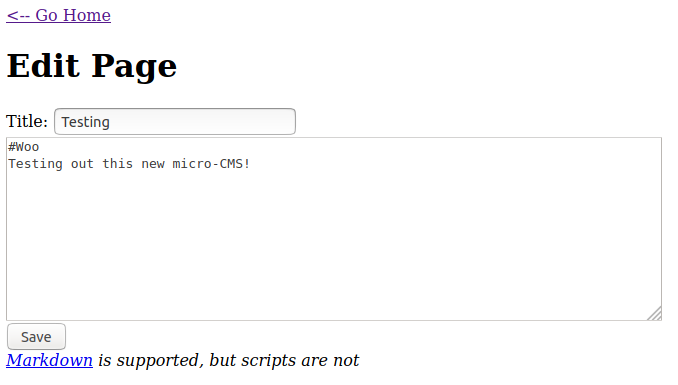 <-- Go Home
Edit Page
Title: Testing
#Woo
Testing out this new micro-CMS!
Save
Markdown is supported, but scripts are not